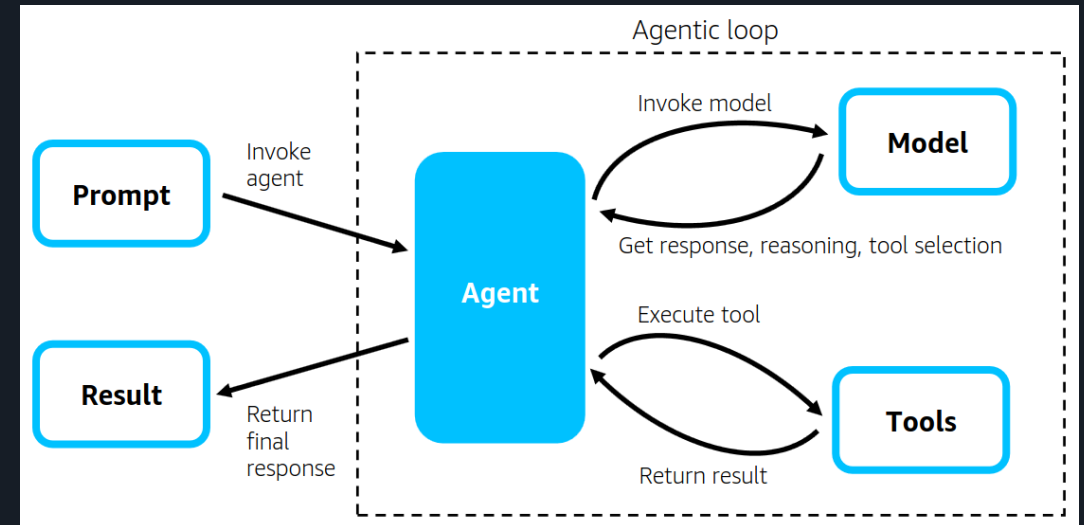 Agentic loop
Invoke model
Model
Invoke
agent
Prompt
Get response, reasoning, tool selection
Agent
Execute tool
Result
Return
final
response
Tools
Return result